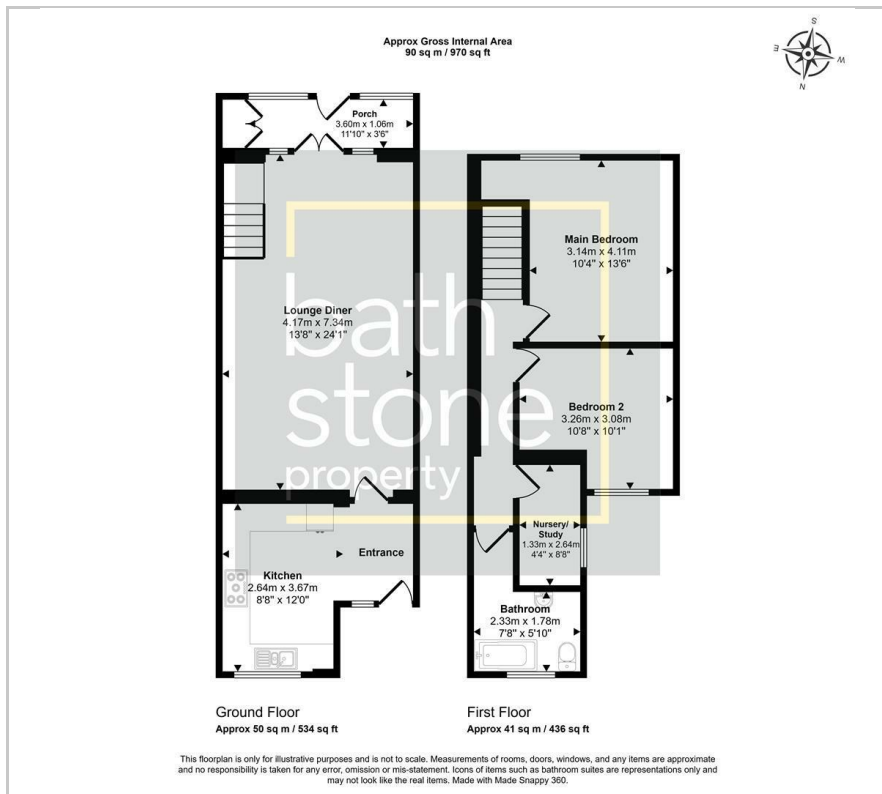 Approx Gross Internal Area
90 sq m / 970 sq ft
S
E
W
N
Porch
3.60m x 1.06m
11'10" x 3'6"
Lounge Diner
4.17m x 7.34m
13'8" x 24'1"
Main Bedroom
3.14m x 4.11m
10'4" x 13'6"
bath
stone
property
Bedroom 2
3.26m x 3.08m
10'8" x 10'1"
Nursery/
Study
1.33m x 2.64m
4'4" x 8'8"
Entrance
Kitchen
2.64m x 3.67m
8'8" x 12'0"
Bathroom
2.33m x 1.78m
7'8" x 5'10"
Ground Floor
Approx 50 sq m / 534 sq ft
First Floor
Approx 41 sq m / 436 sq ft
This floorplan is only for illustrative purposes and is not to scale. Measurements of rooms, doors, windows, and any items are approximate
and no responsibility is taken for any error, omission or mis-statement. Icons of items such as bathroom suites are representations only and
may not look like the real items. Made with Made Snappy 360.